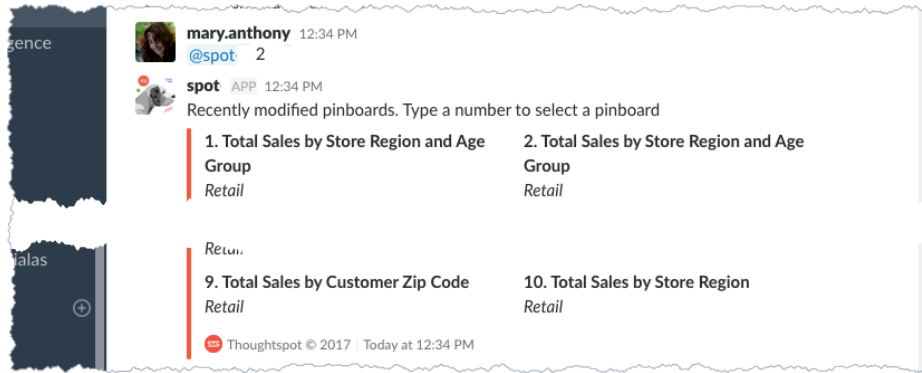 gence
mary.anthony 12:34 PM
@spot 2
spot APP 12:34 PM
Recently modified pinboards. Type a number to select a pinboard
1. Total Sales by Store Region and Age
Group
Retail
2. Total Sales by Store Region and Age
Group
Retail
ialas
Retail
9. Total Sales by Customer Zip Code
Retail
10. Total Sales by Store Region
Retail
Thoughtspot © 2017 | Today at 12:34 PM